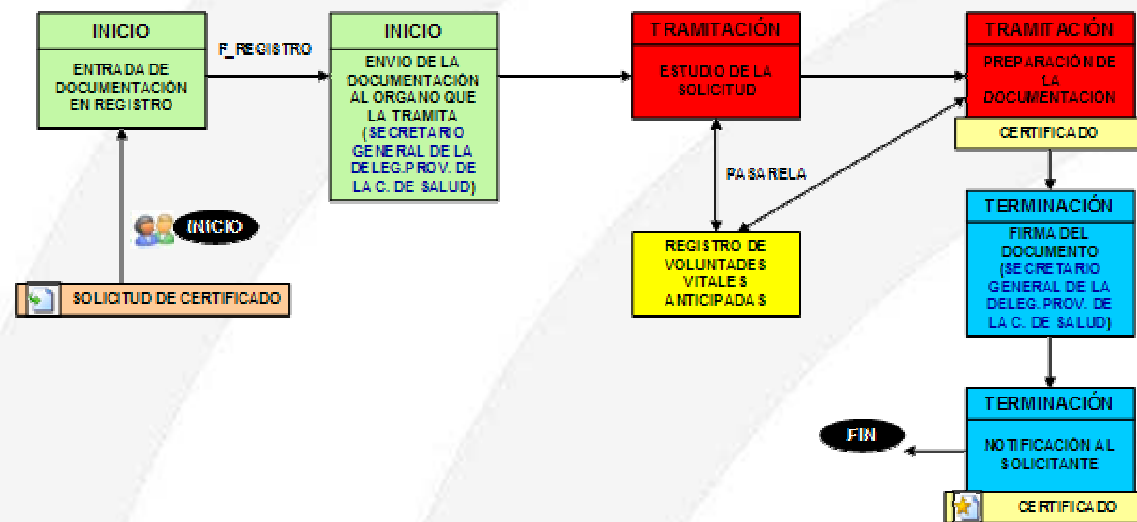 INICIO
ENTRADA DE
DOCUMENTACIÓN
EN REGISTRO
F_REGISTRO
INICIO
ENVIO DE LA
DOCUMENTACIÓN
AL ORGANO QUE
LA TRAMITA
(SECRETARIO
GENERAL DE LA
DELEG.PROV. DE
LA C. DE SALUD)
TRAMITACIÓN
ESTUDIO DE LA
SOLICITUD
TRAMITACIÓN
PREPARACIÓN DE
LA
DOCUMENTACIÓN
CERTIFICADO
PASARELA
INICIO
SOLICITUD DE CERTIFICADO
REGISTRO DE
VOLUNTADES
VITALES
ANTICIPADAS
TERMINACIÓN
FIRMA DEL
DOCUMENTO
(SECRETARIO
GENERAL DE LA
DELEG.PROV. DE
LA C. DE SALUD)
TERMINACIÓN
NOTIFICACIÓN AL
SOLICITANTE
FIN
CERTIFICADO